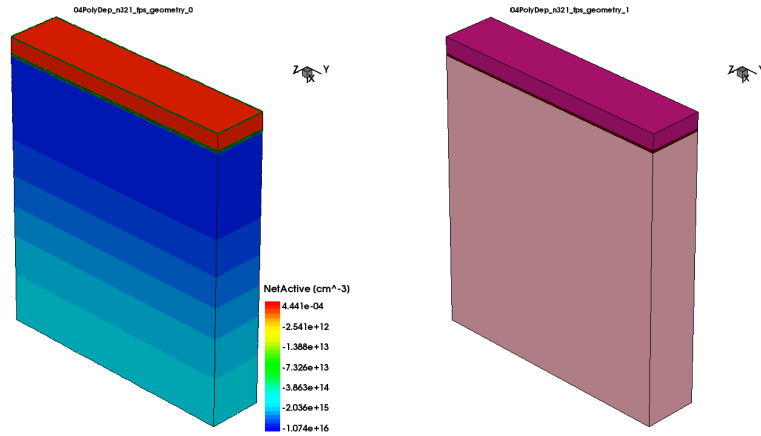 04PolyDep_n321_fps_geometry_0
04PolyDep_n321_fps_geometry_1
Z Y
X
Z Y
X
NetActive (cm^-3)
4.441e-04
-2.541e+12
-1.388e+13
-7.326e+13
-3.863e+14
-2.036e+15
-1.074e+16